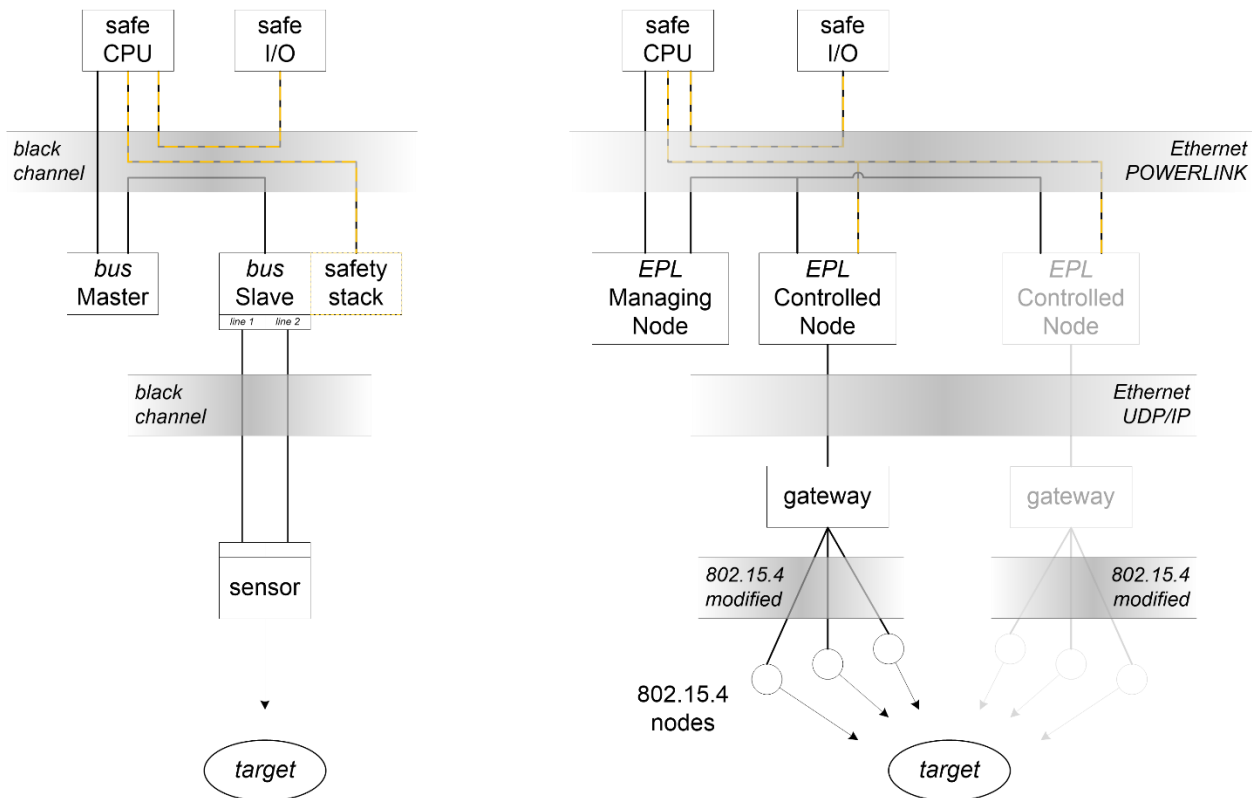 safe
CPU
safe
I/O
black
channel
bus
Master
bus
Slave
line 1
line 2
safety
stack
black
channel
sensor
target
safe
CPU
safe
I/O
Ethernet
POWERLINK
EPL
Managing
Node
EPL
Controlled
Node
EPL
Controlled
Node
Ethernet
UDP/IP
gateway
gateway
802.15.4
modified
802.15.4
modified
802.15.4
nodes
target